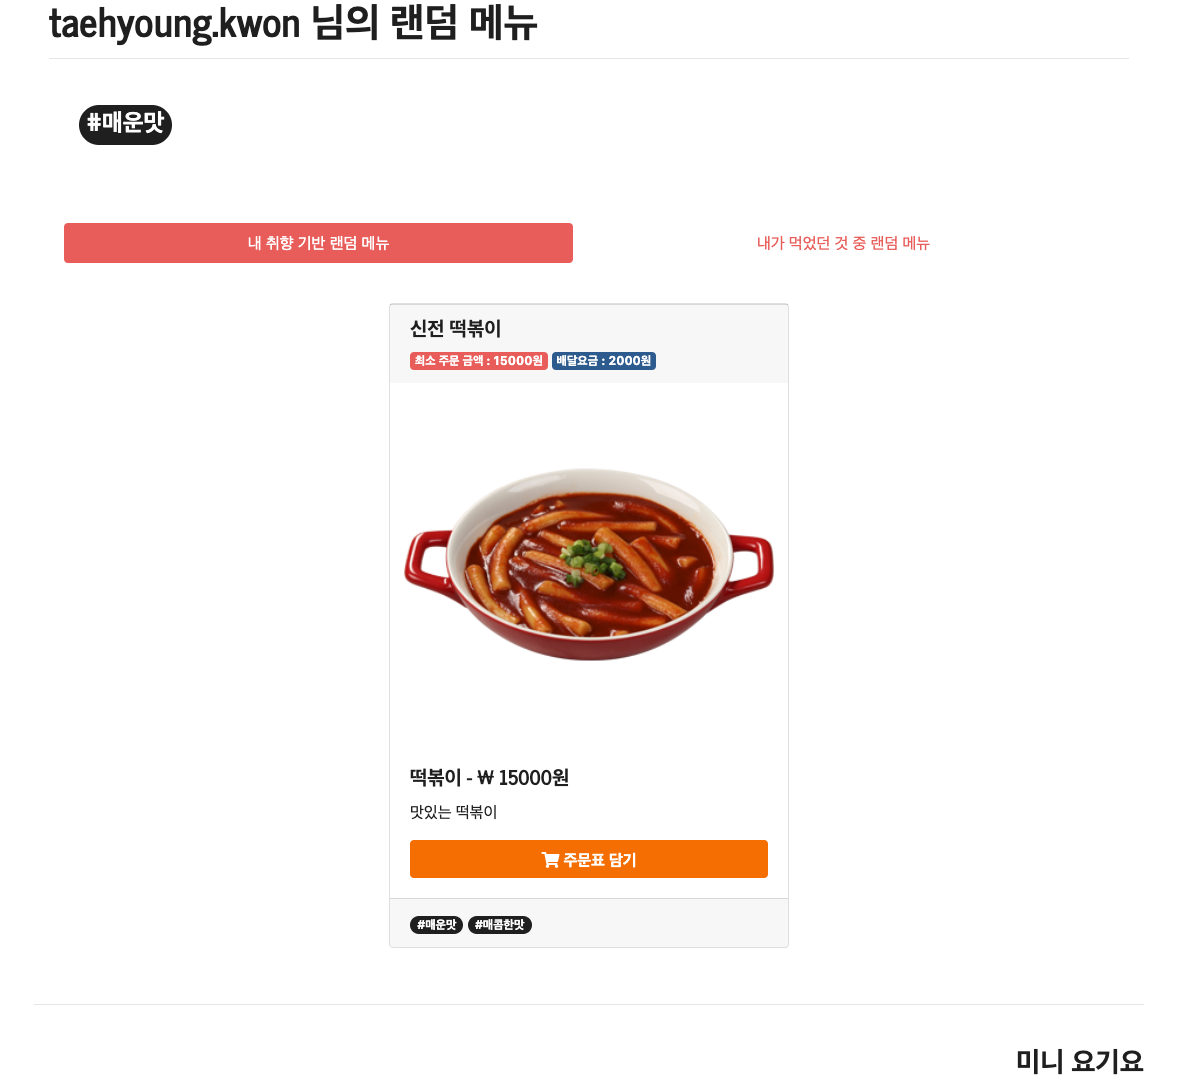 taehyoung.kwon 님의 랜덤 메뉴
#매운맛
내 취향 기반 랜덤 메뉴
내가 먹었던 것 중 랜덤 메뉴
신전 떡볶이
최소 주문 금액 : 15000원 배달요금 : 2000원
떡볶이 - ₩ 15000원
맛있는 떡볶이
주문표 담기
#매운맛 #매콤한맛
미니 요기요